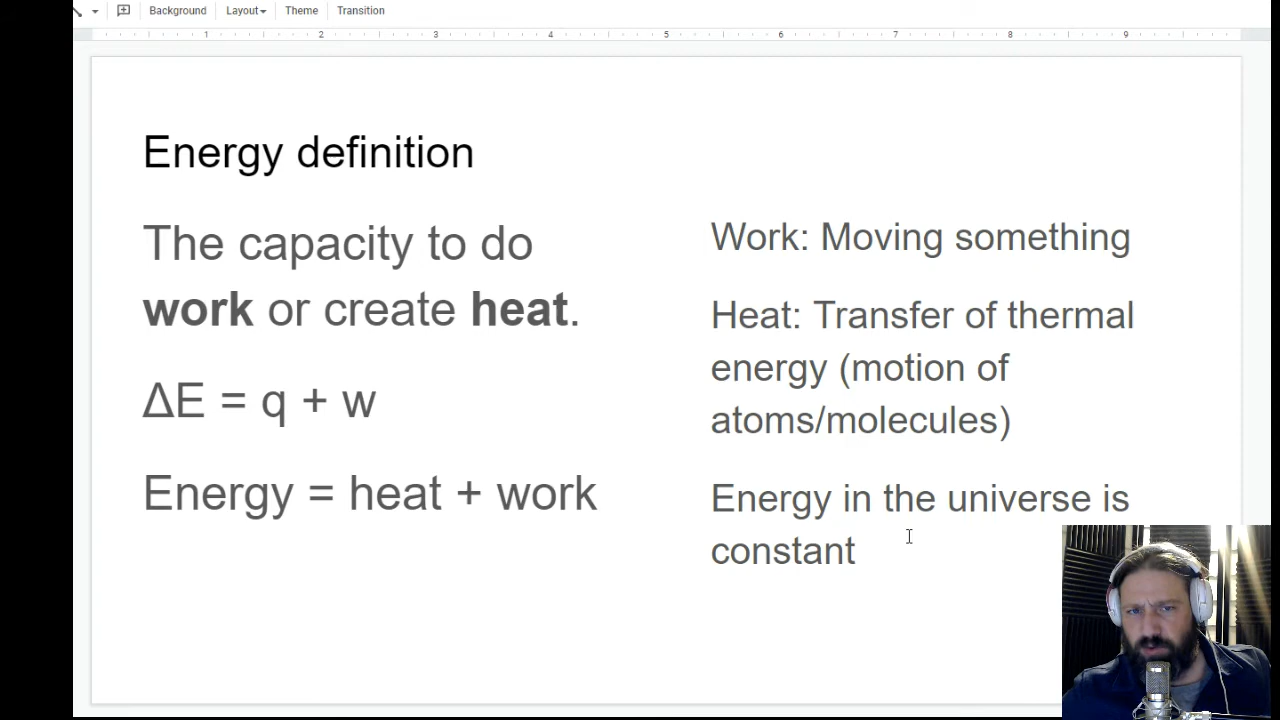 Background Layout Theme Transition
1 2 3 4 5 6 7 8 9
Energy definition
The capacity to do
work or create heat.
ΔE = q + w
Energy = heat + work
Work: Moving something
Heat: Transfer of thermal
energy (motion of
atoms/molecules)
Energy in the universe is
constant